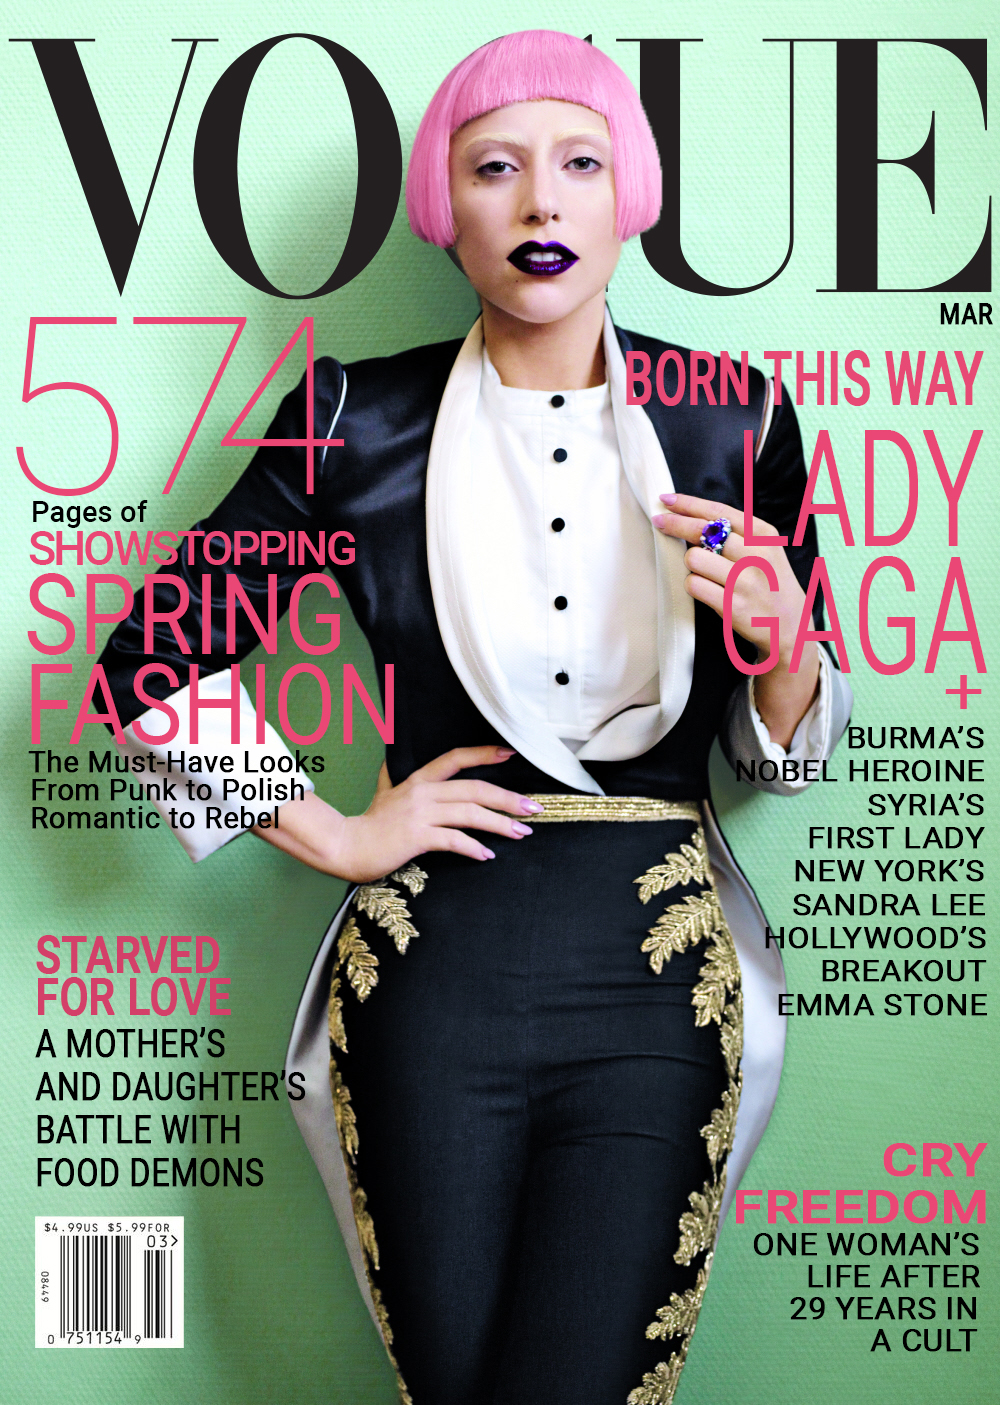 VOGUE
MAR
574
Pages of
SHOWSTOPPING
SPRING
FASHION
The Must-Have Looks
From Punk to Polish
Romantic to Rebel
BORN THIS WAY
LADY
GAGA
+
BURMA'S
NOBEL HEROINE
SYRIA'S
FIRST LADY
NEW YORK'S
SANDRA LEE
HOLLYWOOD'S
BREAKOUT
EMMA STONE
STARVED
FOR LOVE
A MOTHER'S
AND DAUGHTER'S
BATTLE WITH
FOOD DEMONS
CRY
FREEDOM
ONE WOMAN'S
LIFE AFTER
29 YEARS IN
A CULT
$4.99US $5.99FOR
03>
08449
0 751154 9